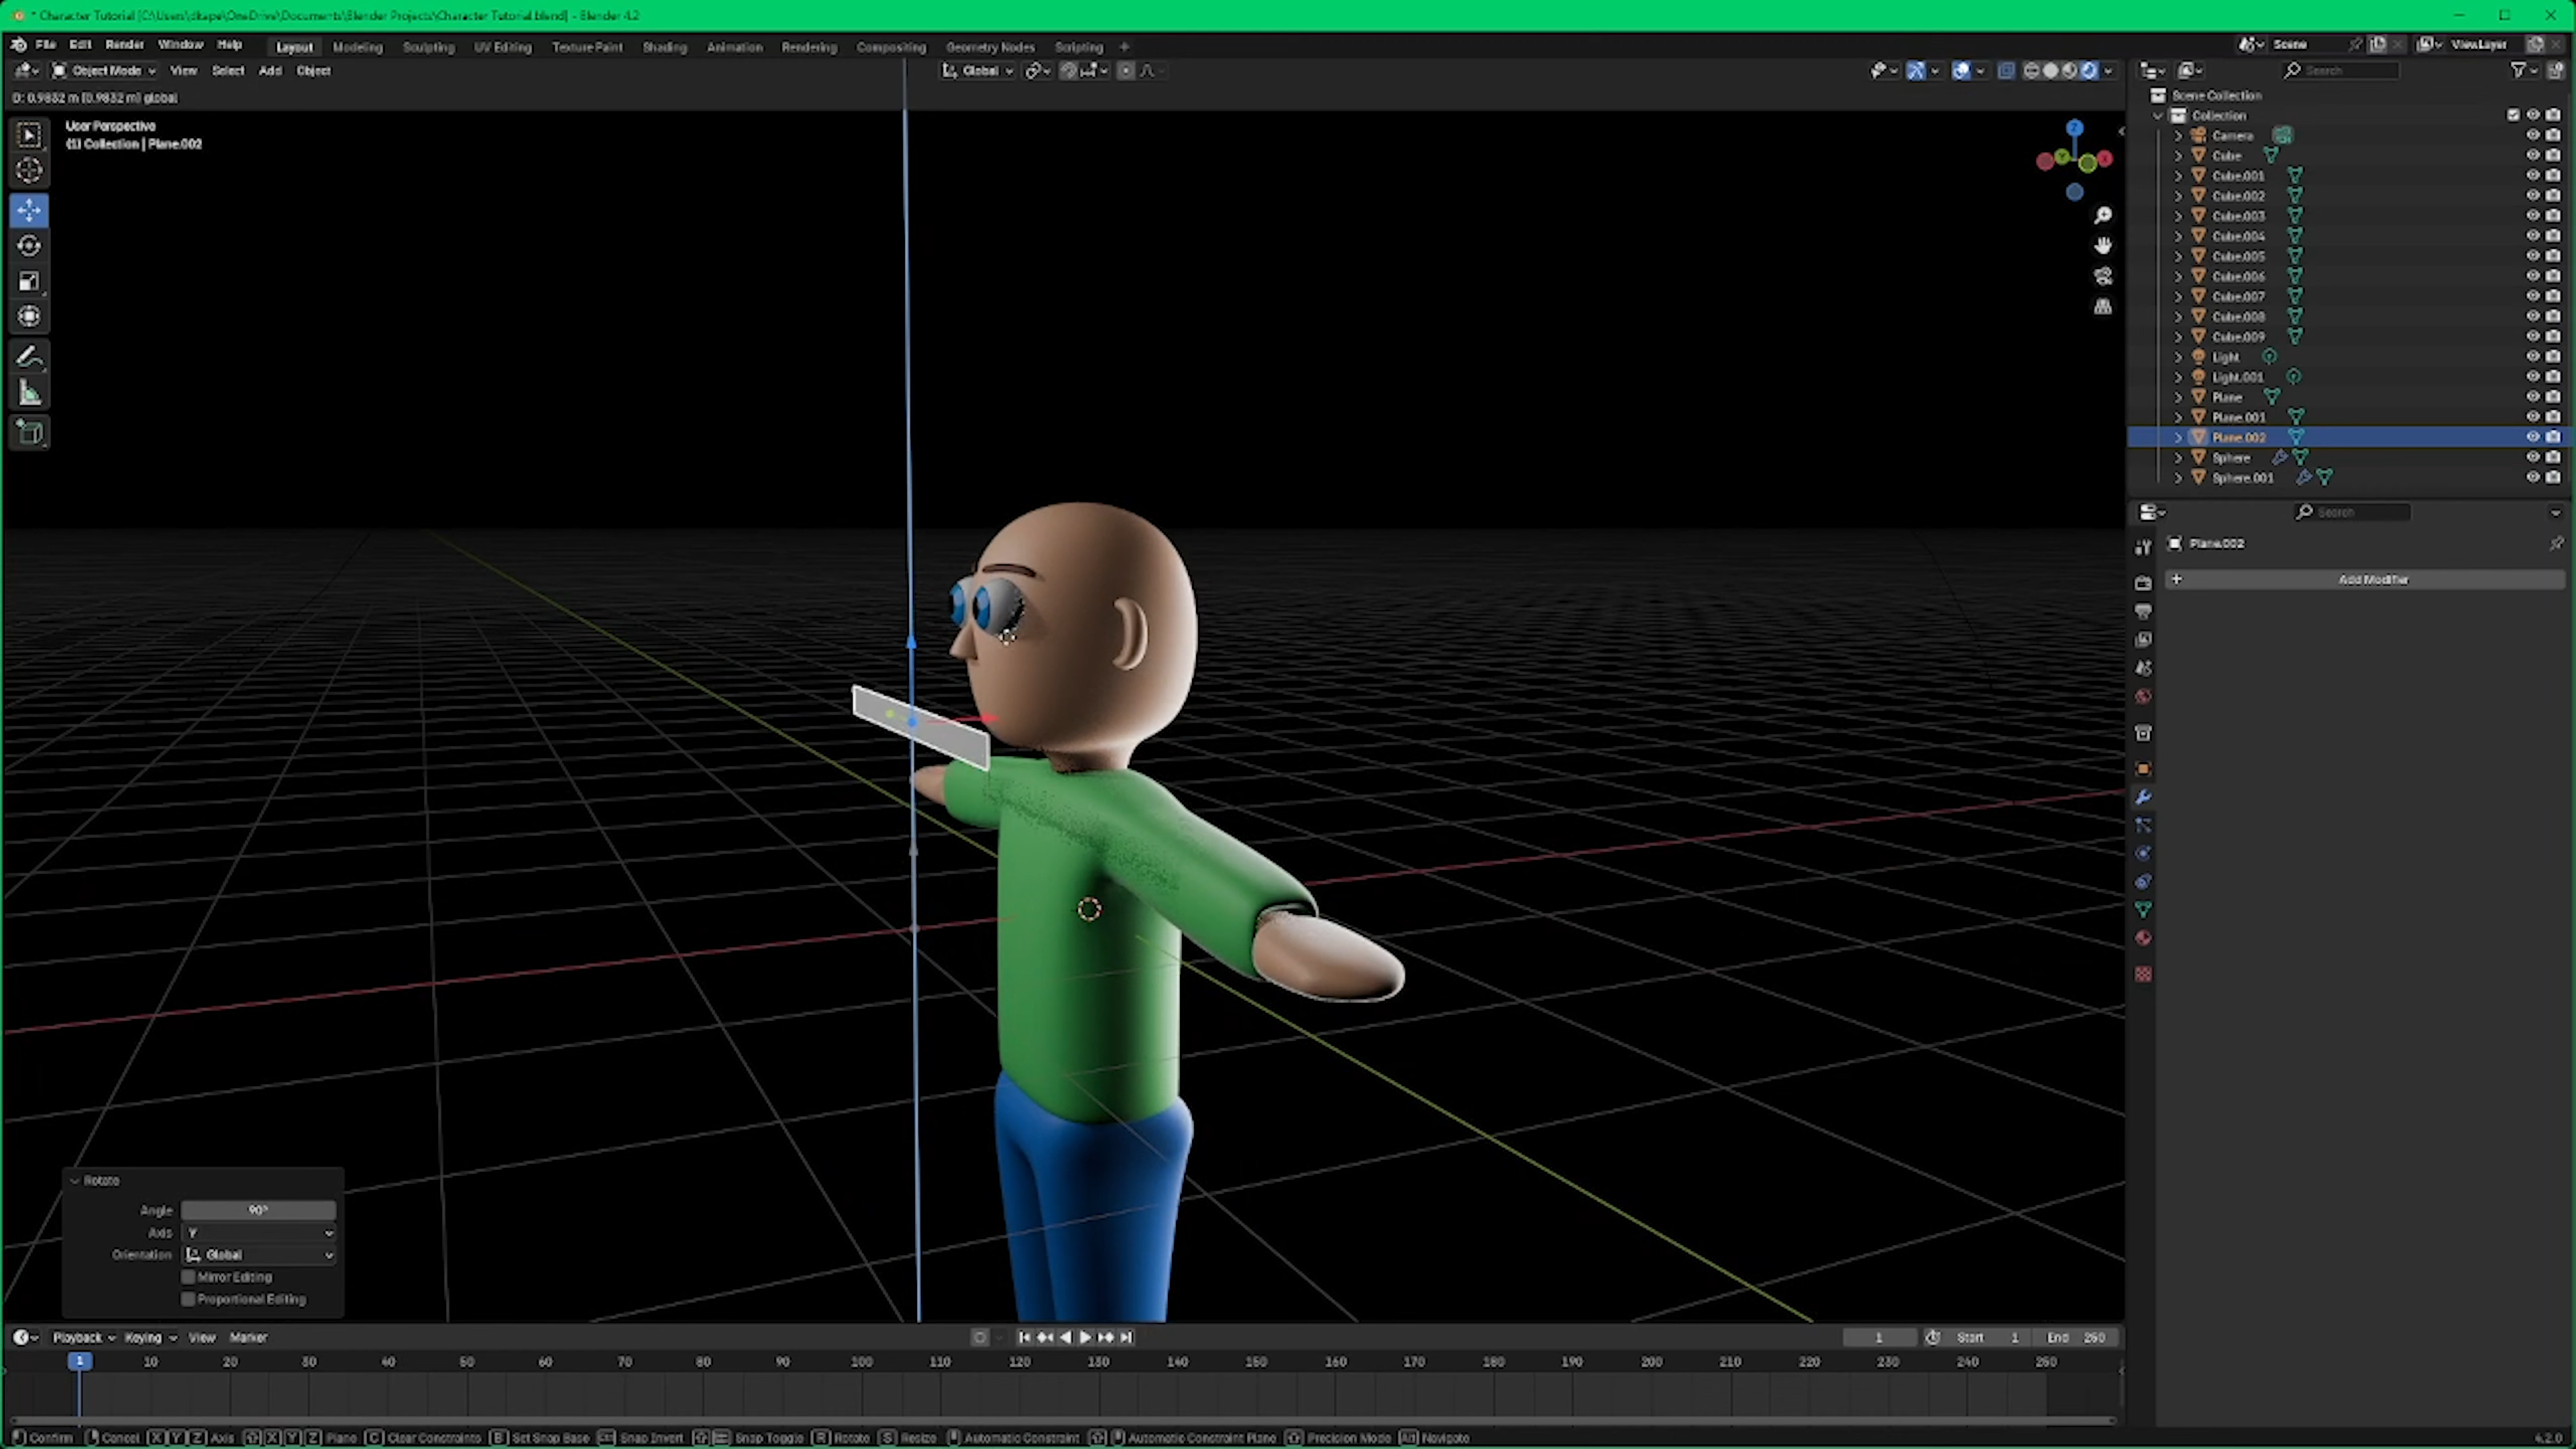 * Character Tutorial [C:\Users\dkape\OneDrive\Documents\Blender Projects\Character Tutorial.blend] - Blender 4.2
File Edit Render Window Help Layout Modeling Sculpting UV Editing Texture Paint Shading Animation Rendering Compositing Geometry Nodes Scripting + Scene ViewLayer
Object Mode View Select Add Object Global Search
D: 0.9832 m (0.9832 m) global
Scene Collection
User Perspective
(1) Collection | Plane.002
Collection
Camera
Cube
Cube.001
Cube.002
Cube.003
Cube.004
Cube.005
Cube.006
Cube.007
Cube.008
Cube.009
Light
Light.001
Plane
Plane.001
Plane.002
Sphere
Sphere.001
Z
Y
X
Search
Plane.002
+ Add Modifier
Rotate
Angle 90°
Axis Y
Orientation Global
Mirror Editing
Proportional Editing
Playback Keying View Marker 1 Start 1 End 250
1 10 20 30 40 50 60 70 80 90 100 110 120 130 140 150 160 170 180 190 200 210 220 230 240 250
Confirm Cancel X Y Z Axis X Y Z Plane C Clear Constraints B Set Snap Base Ctrl Snap Invert Snap Toggle R Rotate S Resize Automatic Constraint Automatic Constraint Plane Precision Mode Alt Navigate 4.2.0